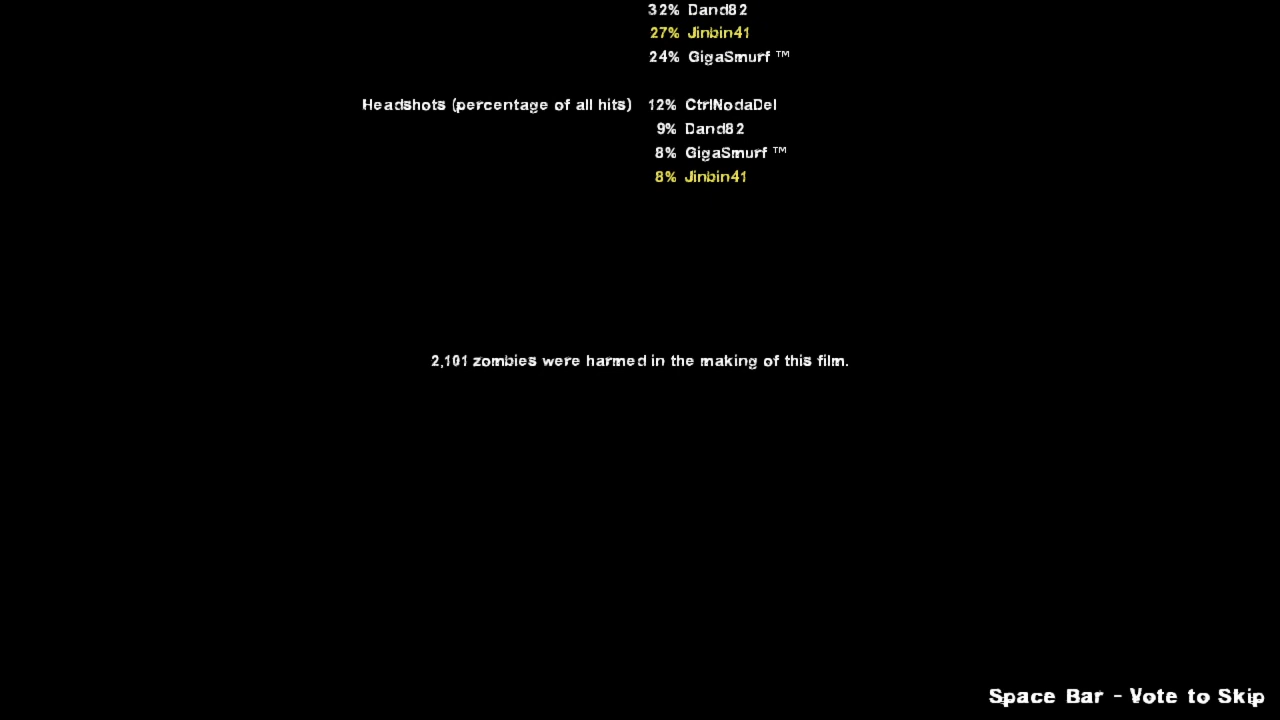 32% Dand82
27% Jinbin41
24% GigaSmurf ™
Headshots (percentage of all hits) 12% CtrlNodaDel
9% Dand82
8% GigaSmurf ™
8% Jinbin41
2,101 zombies were harmed in the making of this film.
Space Bar - Vote to Skip